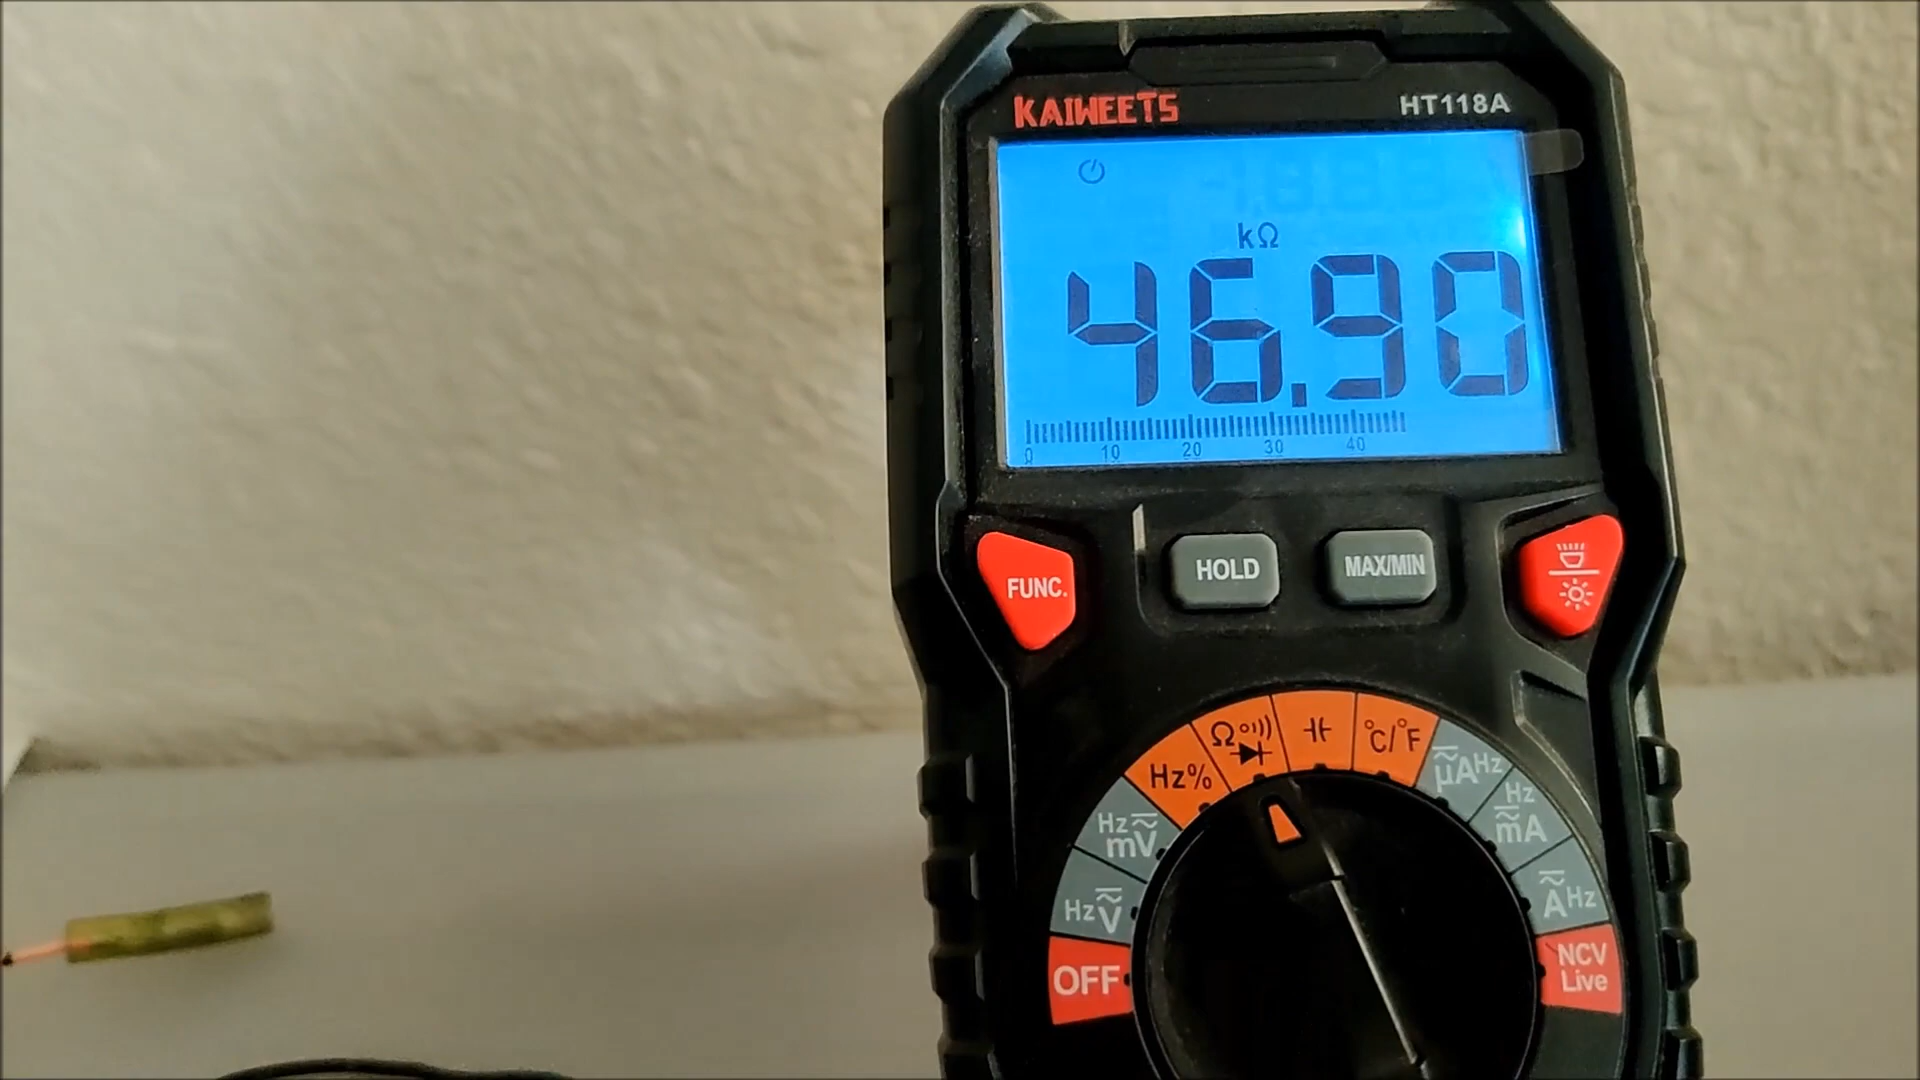 KAIWEETS HT118A
kΩ
46.90
0 10 20 30 40
FUNC. HOLD MAX/MIN
Hz% Ω °C/°F
Hz mV
Hz V
OFF
μA Hz
Hz mA
A Hz
NCV
Live